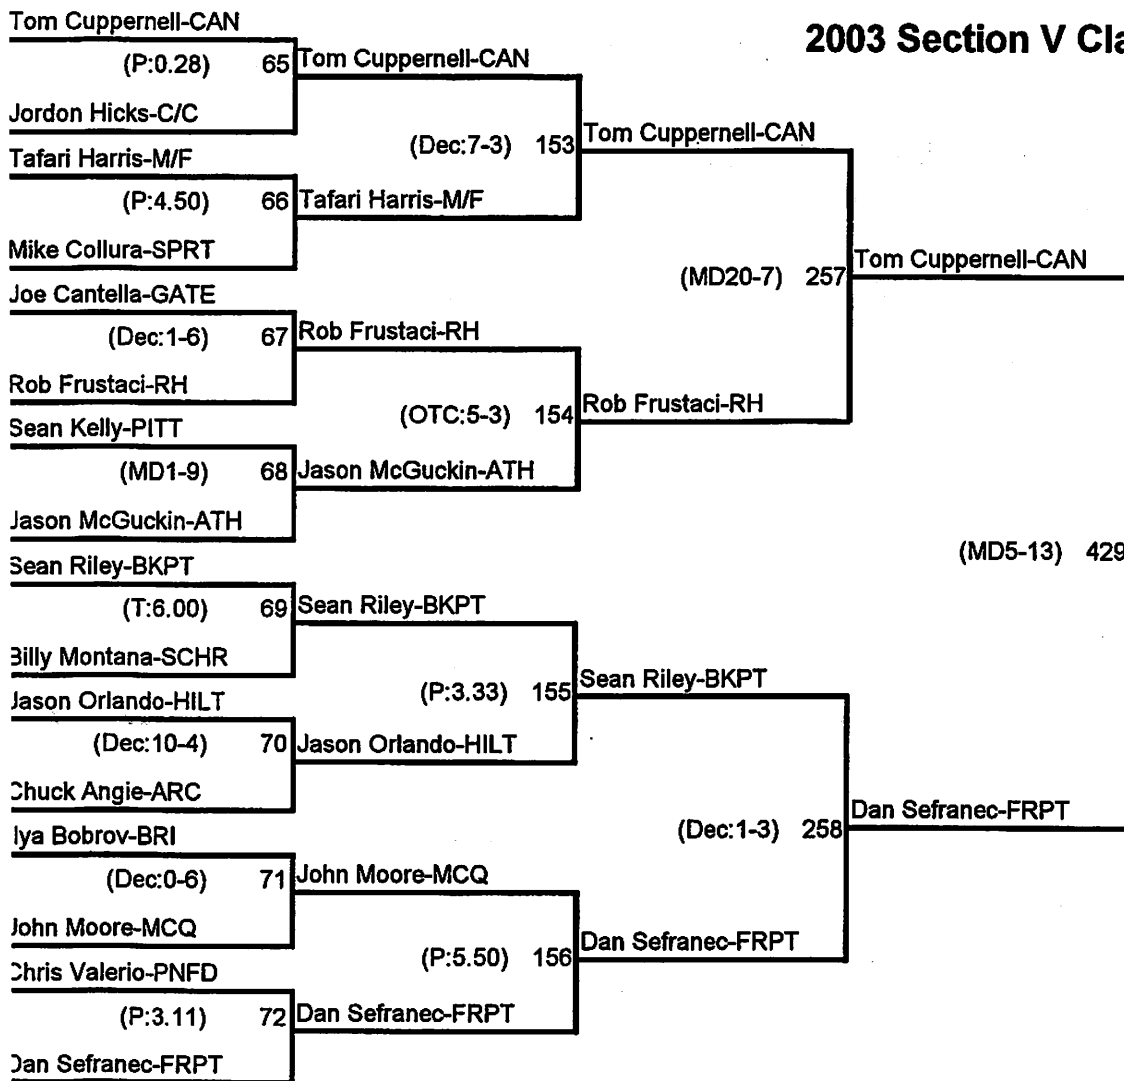 Tom Cuppernell-CAN
2003 Section V Cla
(P:0.28) 65 Tom Cuppernell-CAN
Jordon Hicks-C/C
(Dec:7-3) 153 Tom Cuppernell-CAN
Tafari Harris-M/F
(P:4.50) 66 Tafari Harris-M/F
Mike Collura-SPRT
(MD20-7) 257 Tom Cuppernell-CAN
Joe Cantella-GATE
(Dec:1-6) 67 Rob Frustaci-RH
Rob Frustaci-RH
(OTC:5-3) 154 Rob Frustaci-RH
Sean Kelly-PITT
(MD1-9) 68 Jason McGuckin-ATH
Jason McGuckin-ATH
(MD5-13) 429
Sean Riley-BKPT
(T:6.00) 69 Sean Riley-BKPT
Billy Montana-SCHR
(P:3.33) 155 Sean Riley-BKPT
Jason Orlando-HILT
(Dec:10-4) 70 Jason Orlando-HILT
Chuck Angie-ARC
(Dec:1-3) 258 Dan Sefranec-FRPT
lya Bobrov-BRI
(Dec:0-6) 71 John Moore-MCQ
John Moore-MCQ
(P:5.50) 156 Dan Sefranec-FRPT
Chris Valerio-PNFD
(P:3.11) 72 Dan Sefranec-FRPT
Dan Sefranec-FRPT